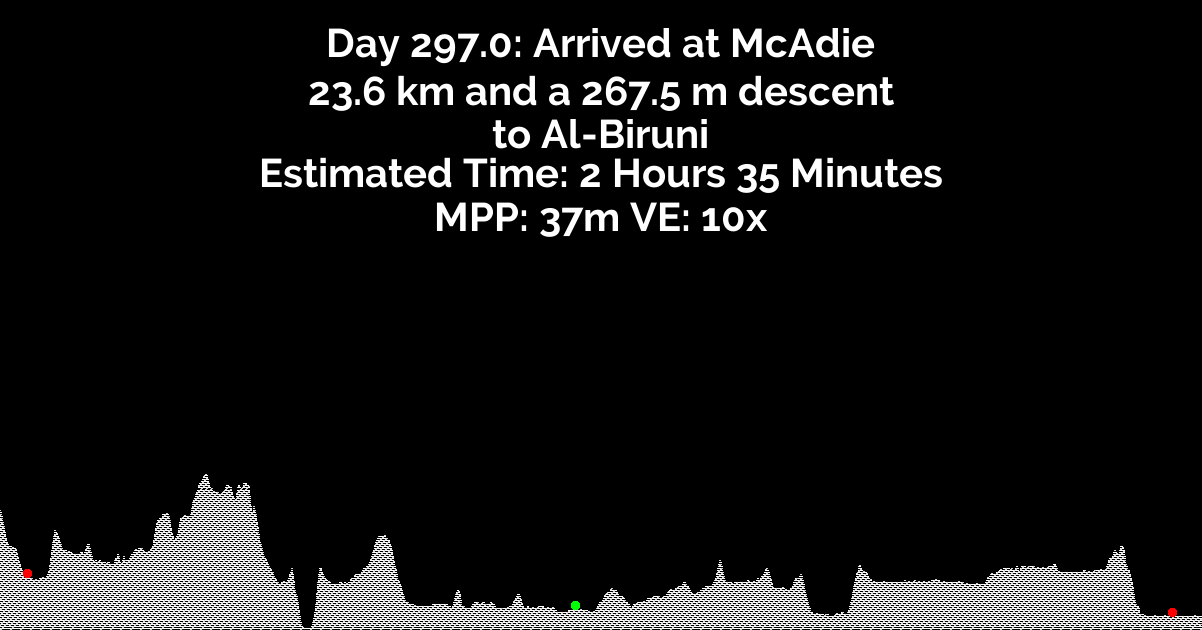 Day 297.0: Arrived at McAdie
23.6 km and a 267.5 m descent
to Al-Biruni
Estimated Time: 2 Hours 35 Minutes
MPP: 37m VE: 10x